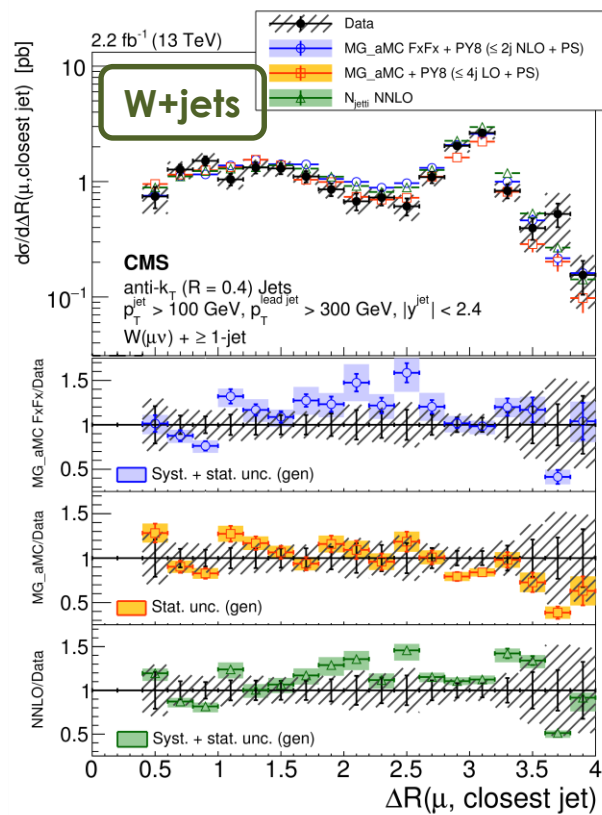 2.2 fb⁻¹ (13 TeV)
Data
MG_aMC FxFx + PY8 (≤ 2j NLO + PS)
MG_aMC + PY8 (≤ 4j LO + PS)
N_jetti NNLO
W+jets
dσ/dΔR(μ,closest jet) [pb]
10
1
10⁻¹
CMS
anti-k_T (R = 0.4) Jets
p_T^jet > 100 GeV, p_T^lead jet > 300 GeV, |y^jet| < 2.4
W(μν) + ≥ 1-jet
MG_aMC FxFx/Data
1.5
1
0.5
Syst. + stat. unc. (gen)
MG_aMC/Data
1.5
1
0.5
Stat. unc. (gen)
NNLO/Data
1.5
1
0.5
Syst. + stat. unc. (gen)
0 0.5 1 1.5 2 2.5 3 3.5 4
ΔR(μ, closest jet)